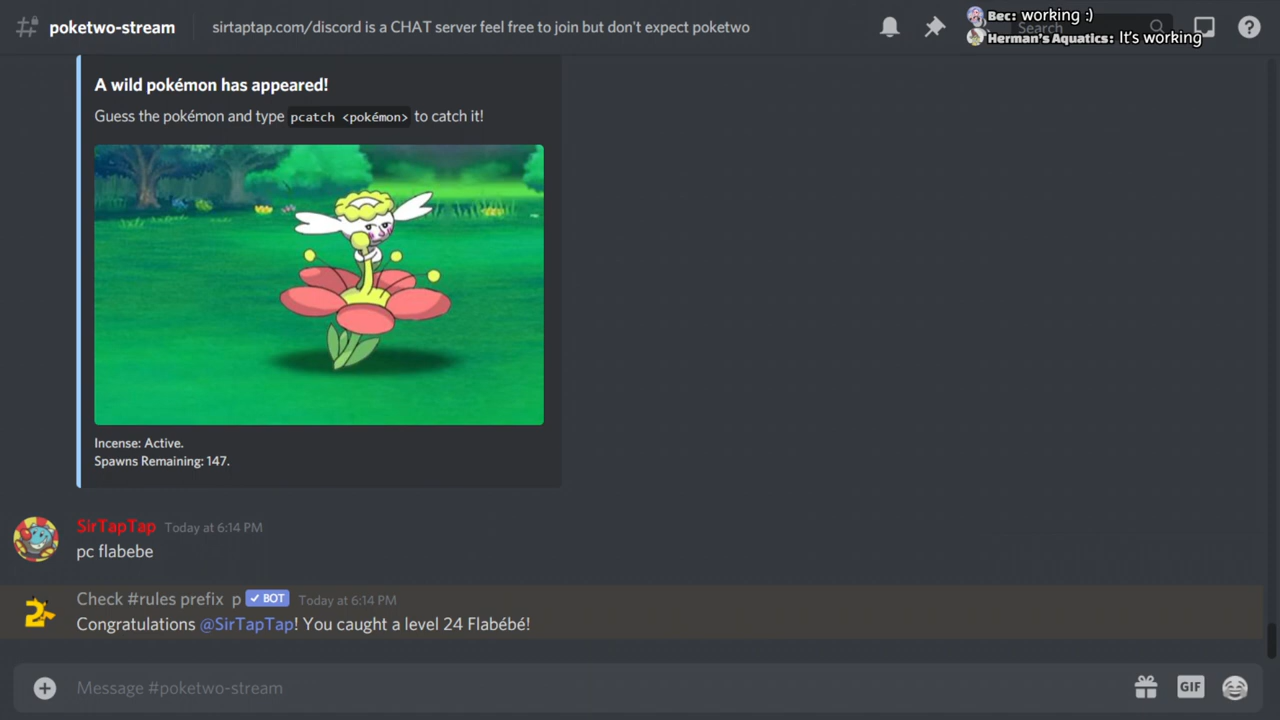 poketwo-stream
sirtaptap.com/discord is a CHAT server feel free to join but don't expect poketwo
Search
Bec: working :)
Herman's Aquatics: It's working
A wild pokémon has appeared!
Guess the pokémon and type pcatch <pokémon> to catch it!
Incense: Active.
Spawns Remaining: 147.
SirTapTap Today at 6:14 PM
pc flabebe
Check #rules prefix p BOT Today at 6:14 PM
Congratulations @SirTapTap! You caught a level 24 Flabébé!
Message #poketwo-stream
GIF